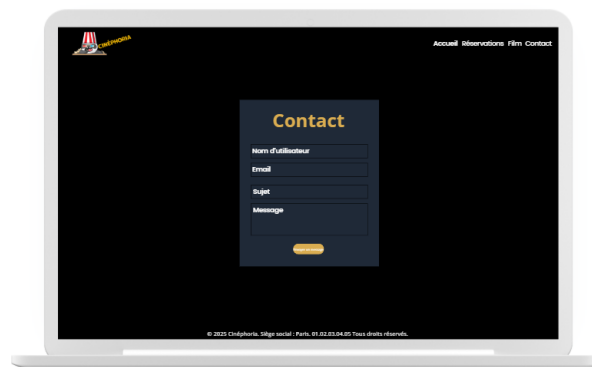 CINÉPHORIA
Accueil Réservations Film Contact
Contact
Nom d'utilisateur
Email
Sujet
Message
© 2025 Cinéphoria. Siège social : Paris. 01.02.03.04.05 Tous droits réservés.